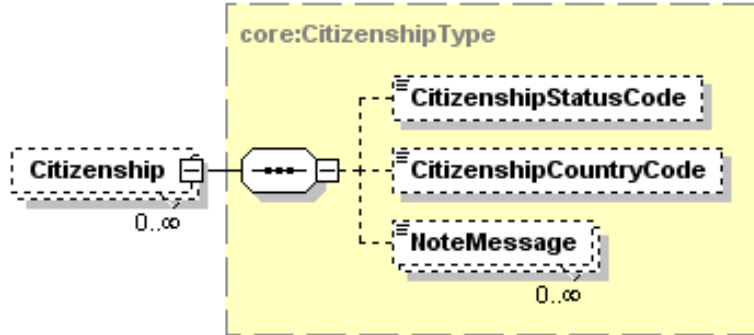 core:CitizenshipType
CitizenshipStatusCode
Citizenship
CitizenshipCountryCode
0..∞
NoteMessage
0..∞